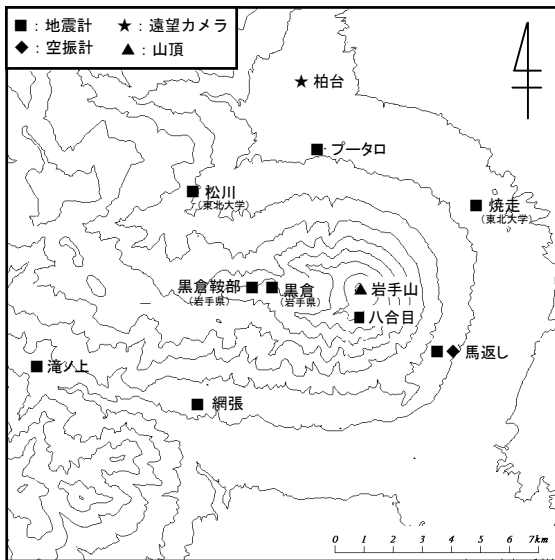 ■：地震計 ★：遠望カメラ
◆：空振計 ▲：山頂
柏台
プータロ
松川
（東北大学）
焼走
（東北大学）
黒倉鞍部
（岩手県）
黒倉
（岩手県）
岩手山
八合目
馬返し
滝ノ上
網張
0 1 2 3 4 5 6 7km